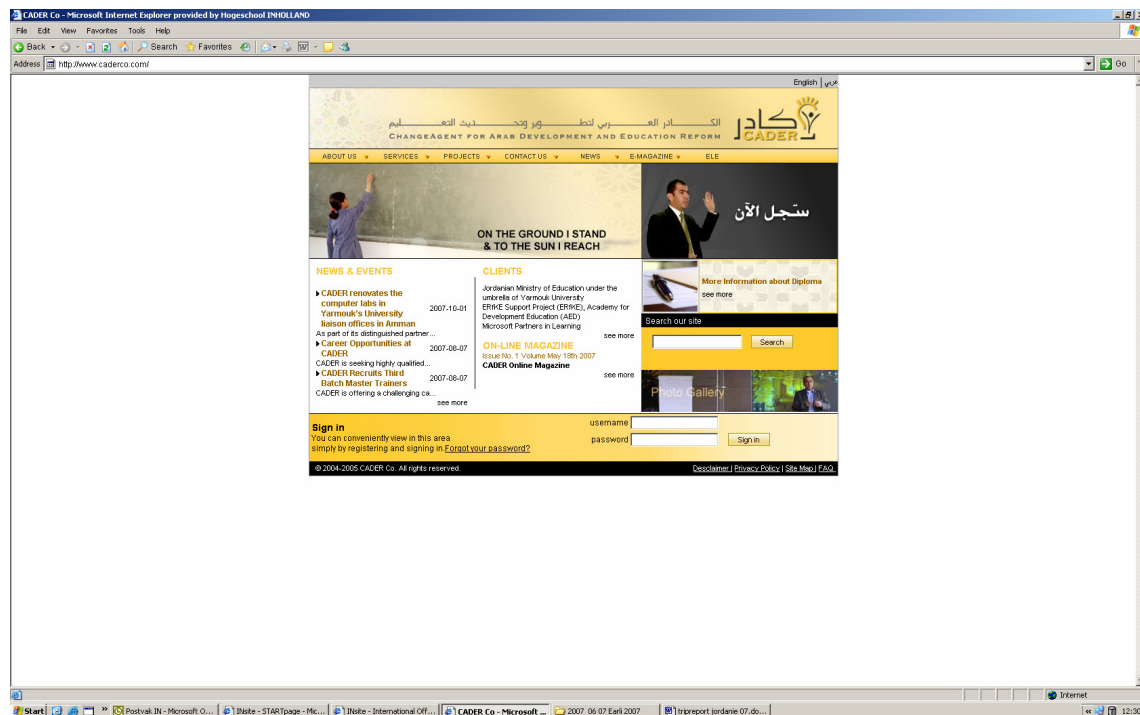 CADER Co - Microsoft Internet Explorer provided by Hogeschool INHOLLAND
File Edit View Favorites Tools Help
Back Search Favorites
Address http://www.caderco.com/ Go
English | عربي
الكـــادر العـــربي لتطـــوير وتحـــديث التعـــليم
CHANGEAGENT FOR ARAB DEVELOPMENT AND EDUCATION REFORM
كادر
CADER
ABOUT US SERVICES PROJECTS CONTACT US NEWS E-MAGAZINE ELE
ON THE GROUND I STAND
& TO THE SUN I REACH
سـّجل الآن
NEWS & EVENTS
CADER renovates the
computer labs in
Yarmouk's University
liaison offices in Amman
2007-10-01
As part of its distinguished partner...
Career Opportunities at
CADER
2007-08-07
CADER is seeking highly qualified...
CADER Recruits Third
Batch Master Trainers
2007-08-07
CADER is offering a challenging ca...
see more
CLIENTS
Jordanian Ministry of Education under the
umbrella of Yarmouk University
ERfKE Support Project (ERfKE), Academy for
Development Education (AED)
Microsoft Partners in Learning
see more
ON-LINE MAGAZINE
Issue No. 1 Volume May 18th 2007
CADER Online Magazine
see more
More Information about Diploma
see more
Search our site
Search
Photo Gallery
Sign in
You can conveniently view in this area
simply by registering and signing in.Forgot your password?
username
password
Sign in
© 2004-2005 CADER Co. All rights reserved.
Desclaimer | Privacy Policy | Site Map | FAQ
Internet
Start Postvak IN - Microsoft O... INsite - STARTpage - Mic... INsite - International Off... CADER Co - Microsoft ... 2007 06 07 Earli 2007 tripreport jordanie 07.do...